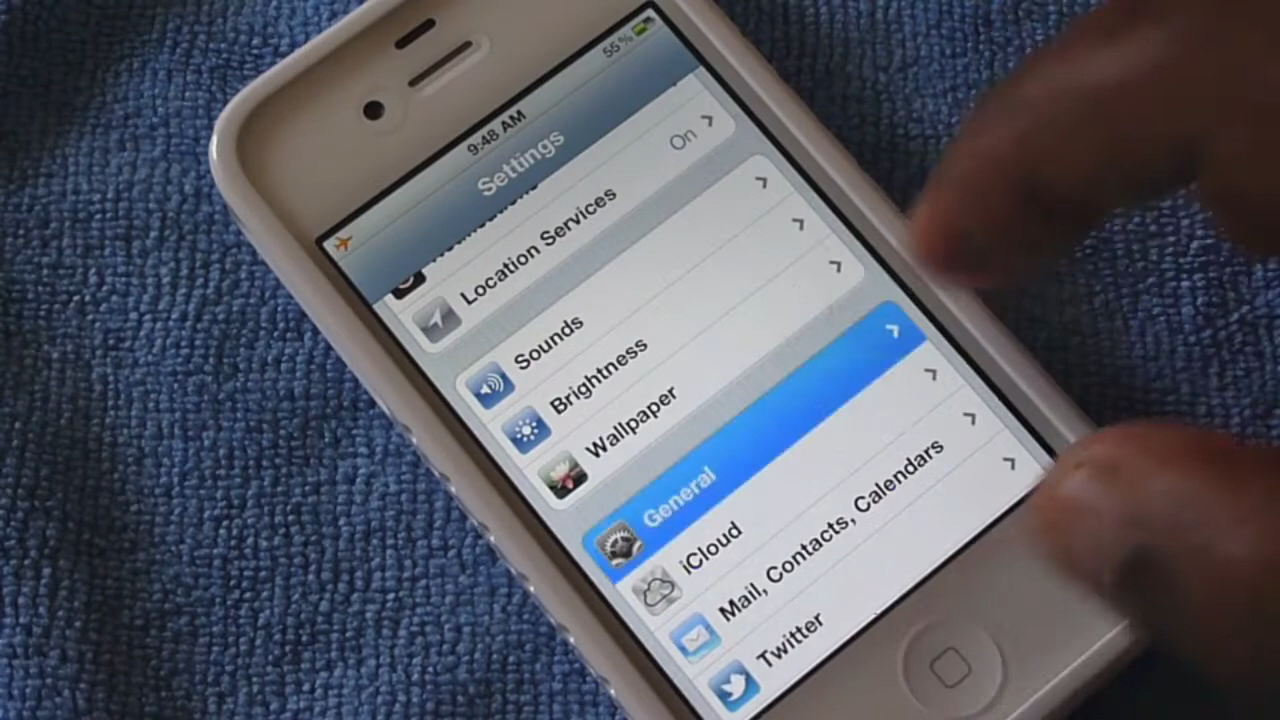 55%
9:48 AM
Settings
Location Services
On
Sounds
Brightness
Wallpaper
General
iCloud
Mail, Contacts, Calendars
Twitter